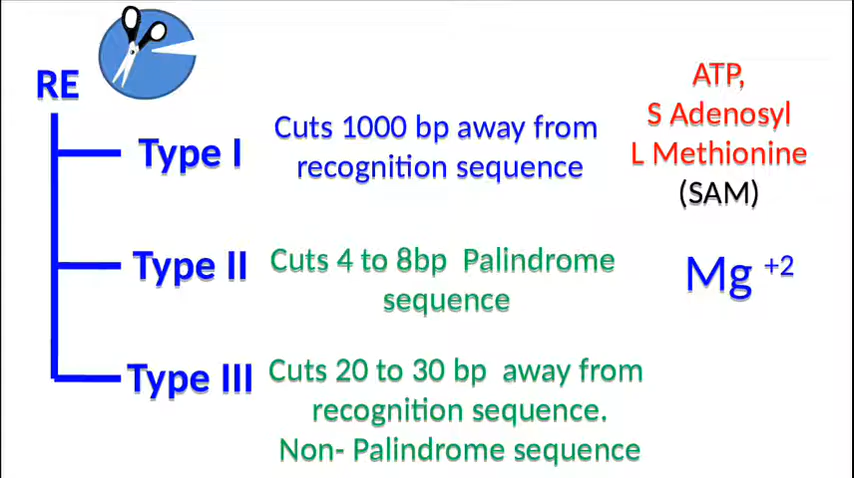 RE
Type I
Cuts 1000 bp away from
recognition sequence
ATP,
S Adenosyl
L Methionine
(SAM)
Type II
Cuts 4 to 8bp Palindrome
sequence
Mg +2
Type III
Cuts 20 to 30 bp away from
recognition sequence.
Non- Palindrome sequence